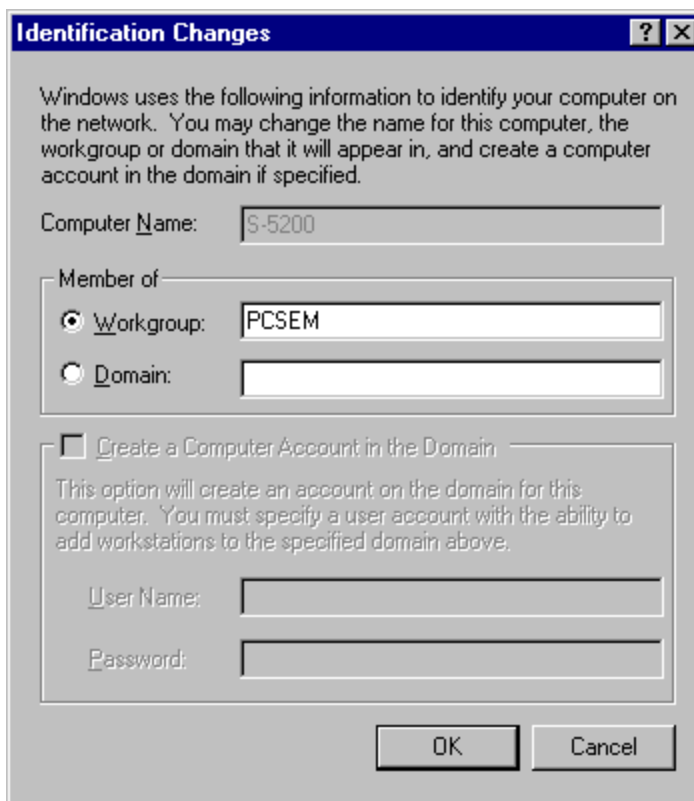 Identification Changes
Windows uses the following information to identify your computer on
the network. You may change the name for this computer, the
workgroup or domain that it will appear in, and create a computer
account in the domain if specified.
Computer Name: S-5200
Member of
Workgroup: PCSEM
Domain:
Create a Computer Account in the Domain
This option will create an account on the domain for this
computer. You must specify a user account with the ability to
add workstations to the specified domain above.
User Name:
Password:
OK Cancel